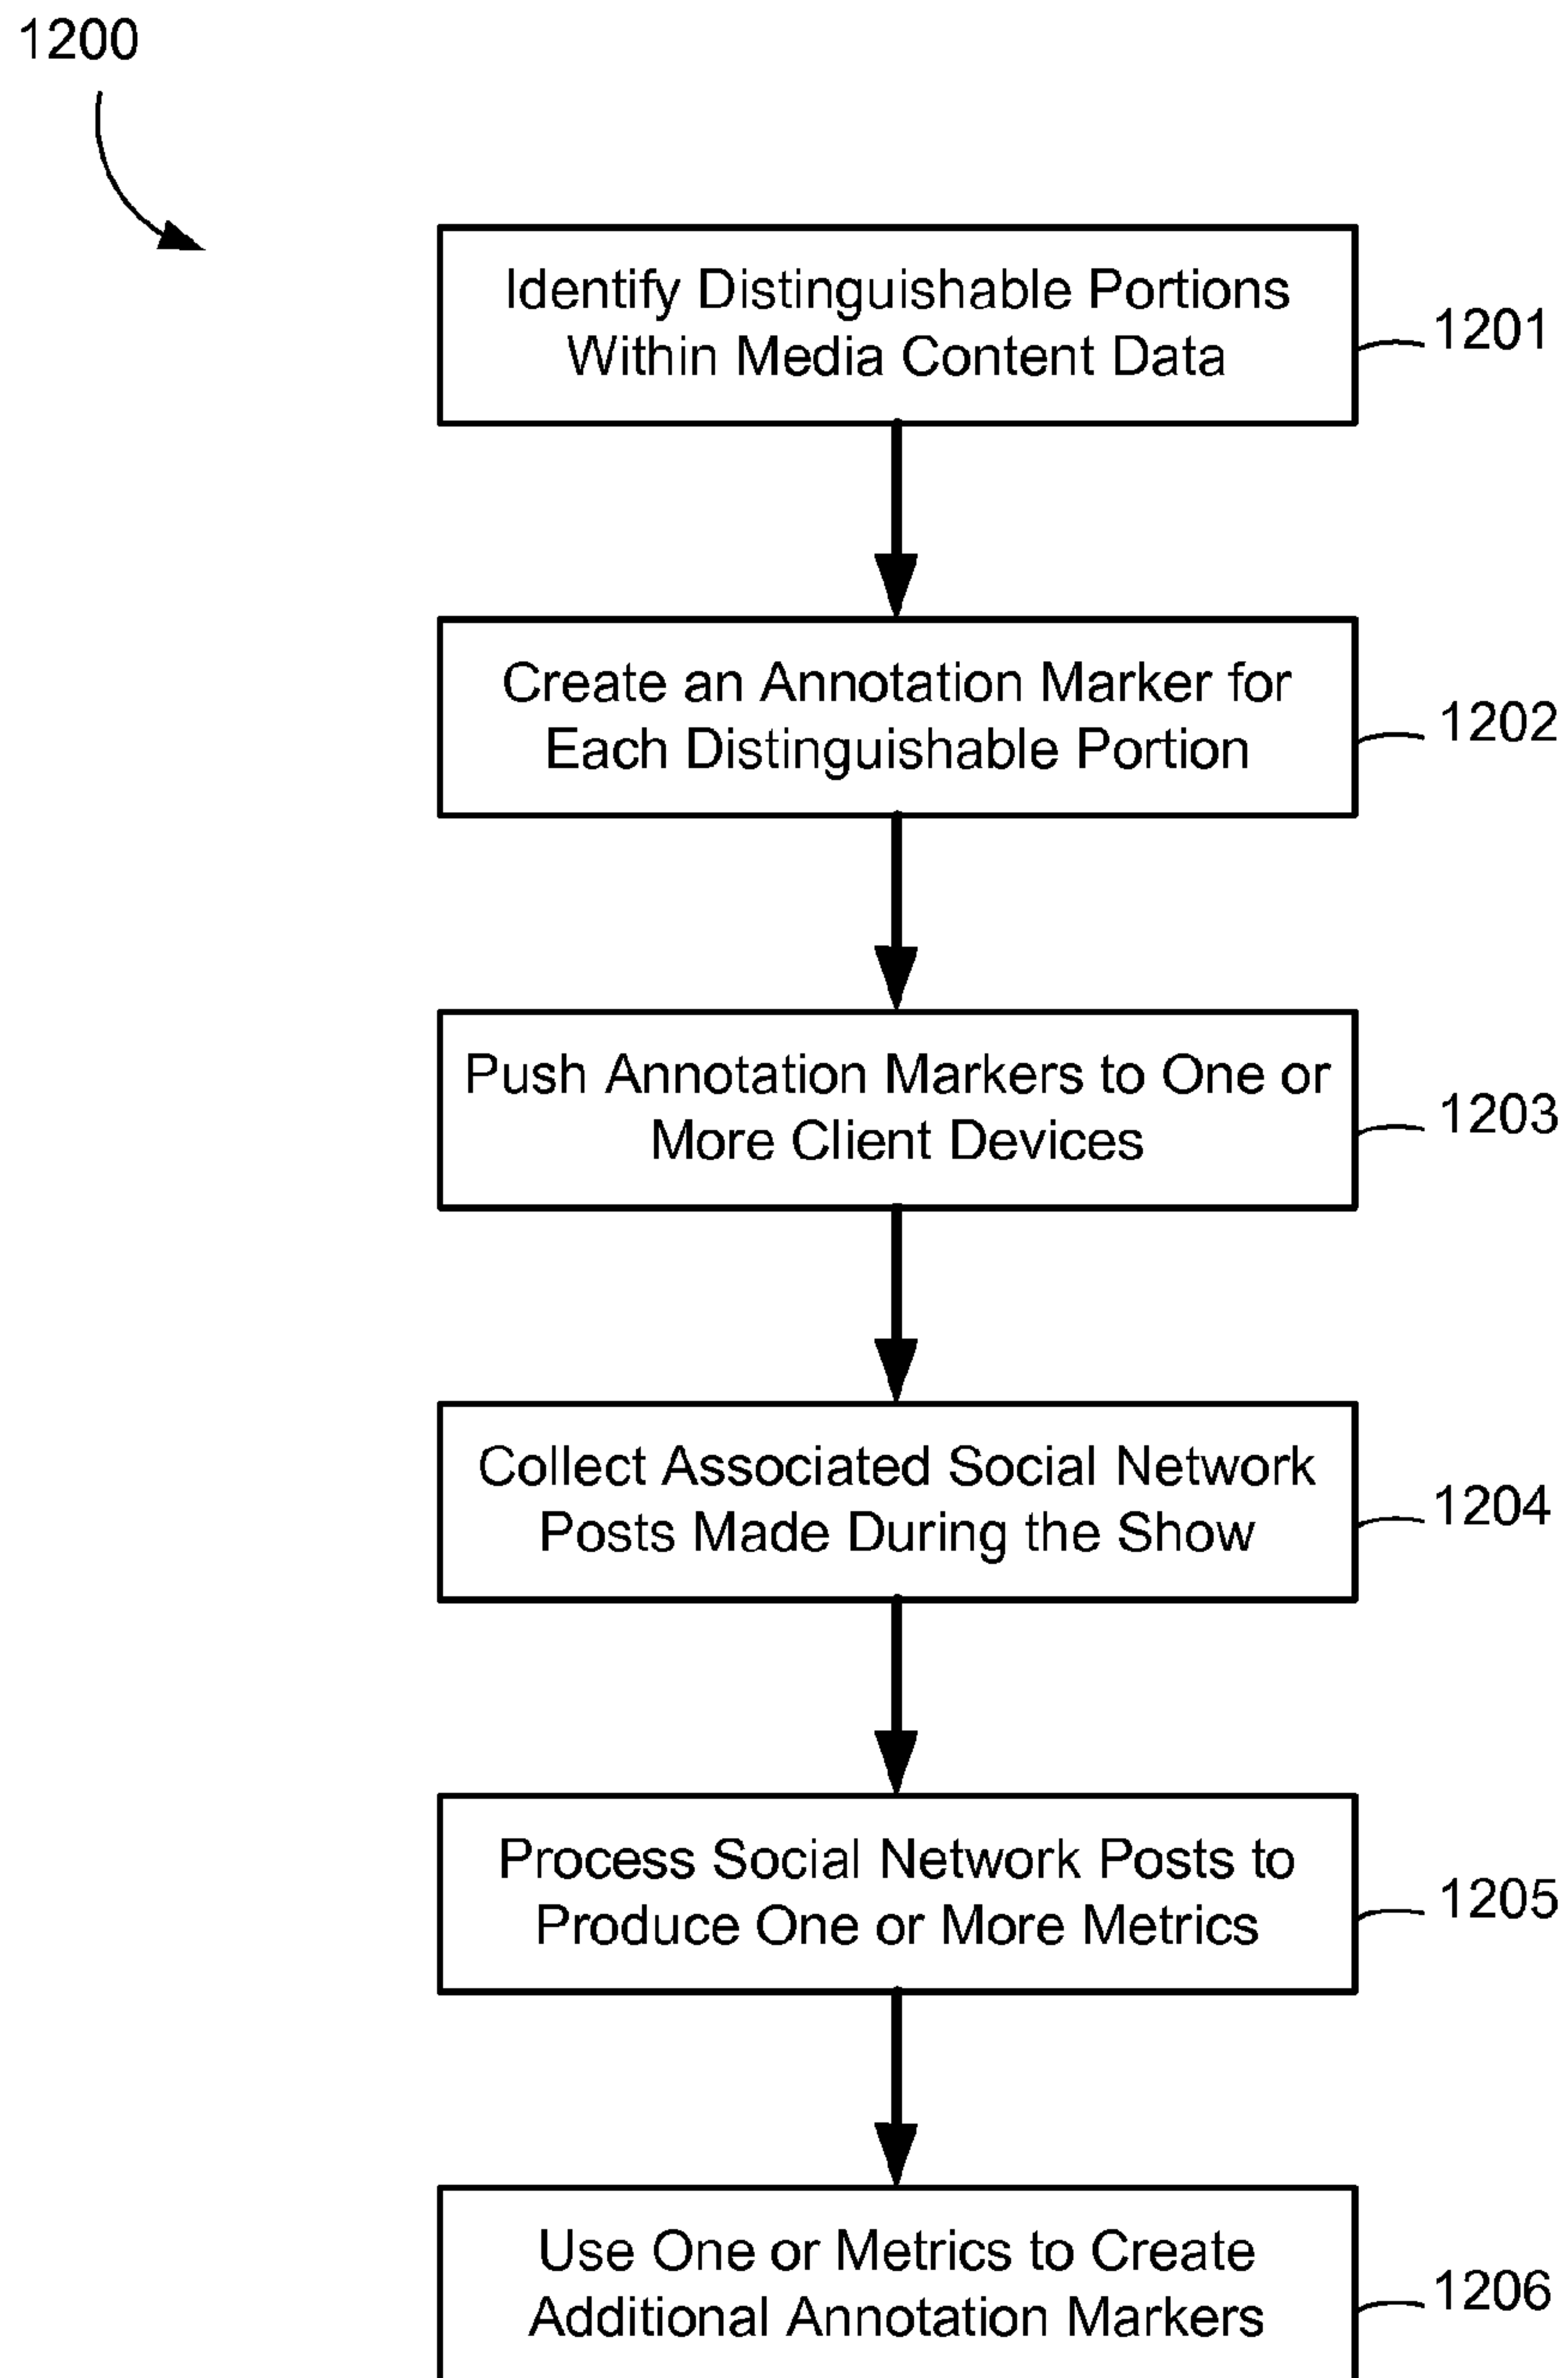 1200
Identify Distinguishable Portions
Within Media Content Data
1201
Create an Annotation Marker for
Each Distinguishable Portion
1202
Push Annotation Markers to One or
More Client Devices
1203
Collect Associated Social Network
Posts Made During the Show
1204
Process Social Network Posts to
Produce One or More Metrics
1205
Use One or Metrics to Create
Additional Annotation Markers
1206